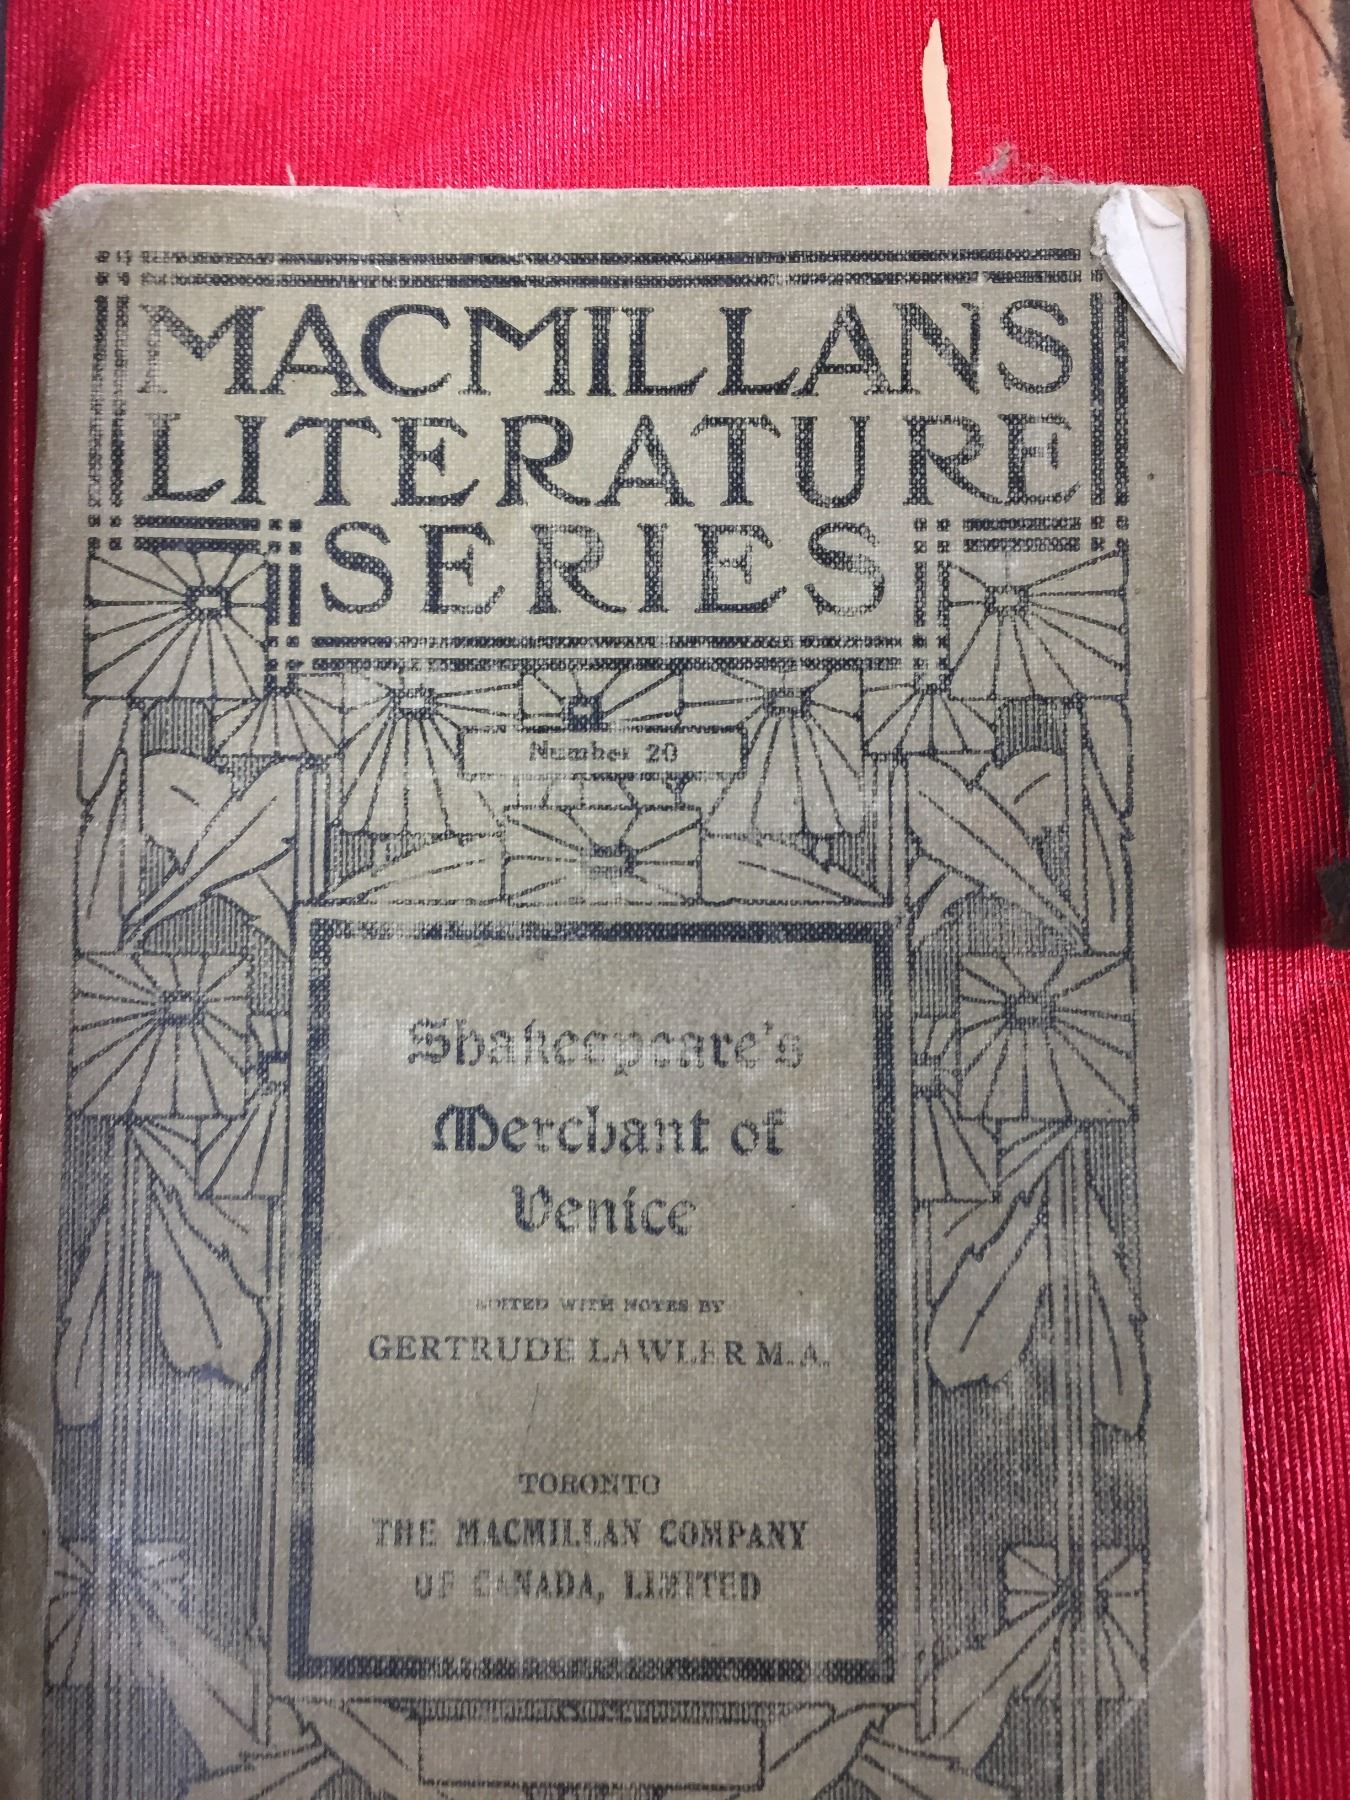 MACMILLANS
LITERATURE
SERIES
Number 20
Shakespeare's
Merchant of
Venice
EDITED WITH NOTES BY
GERTRUDE LAWLER M.A.
TORONTO
THE MACMILLAN COMPANY
OF CANADA, LIMITED